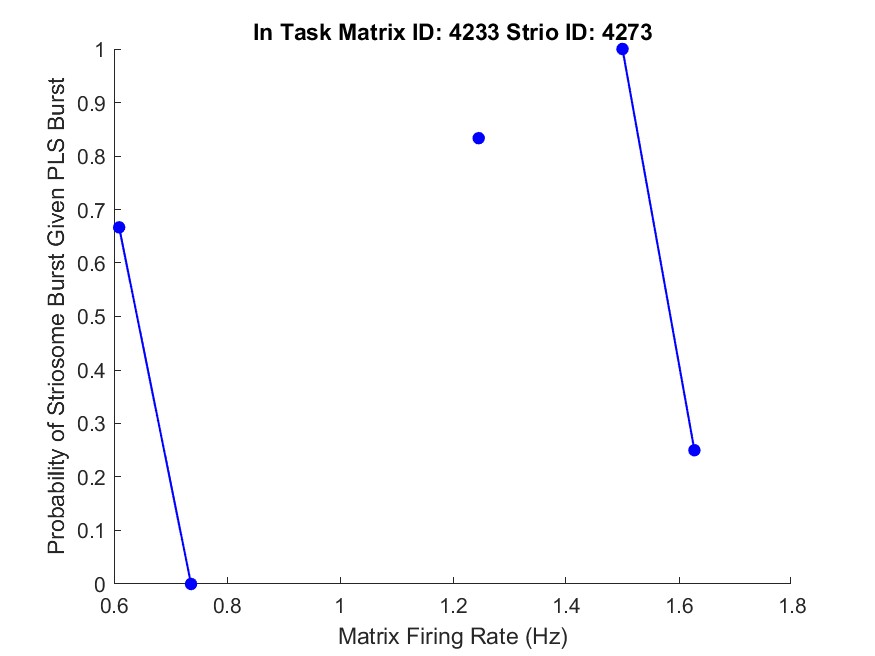 In Task Matrix ID: 4233 Strio ID: 4273
Probability of Striosome Burst Given PLS Burst
1
0.9
0.8
0.7
0.6
0.5
0.4
0.3
0.2
0.1
0
0.6 0.8 1 1.2 1.4 1.6 1.8
Matrix Firing Rate (Hz)